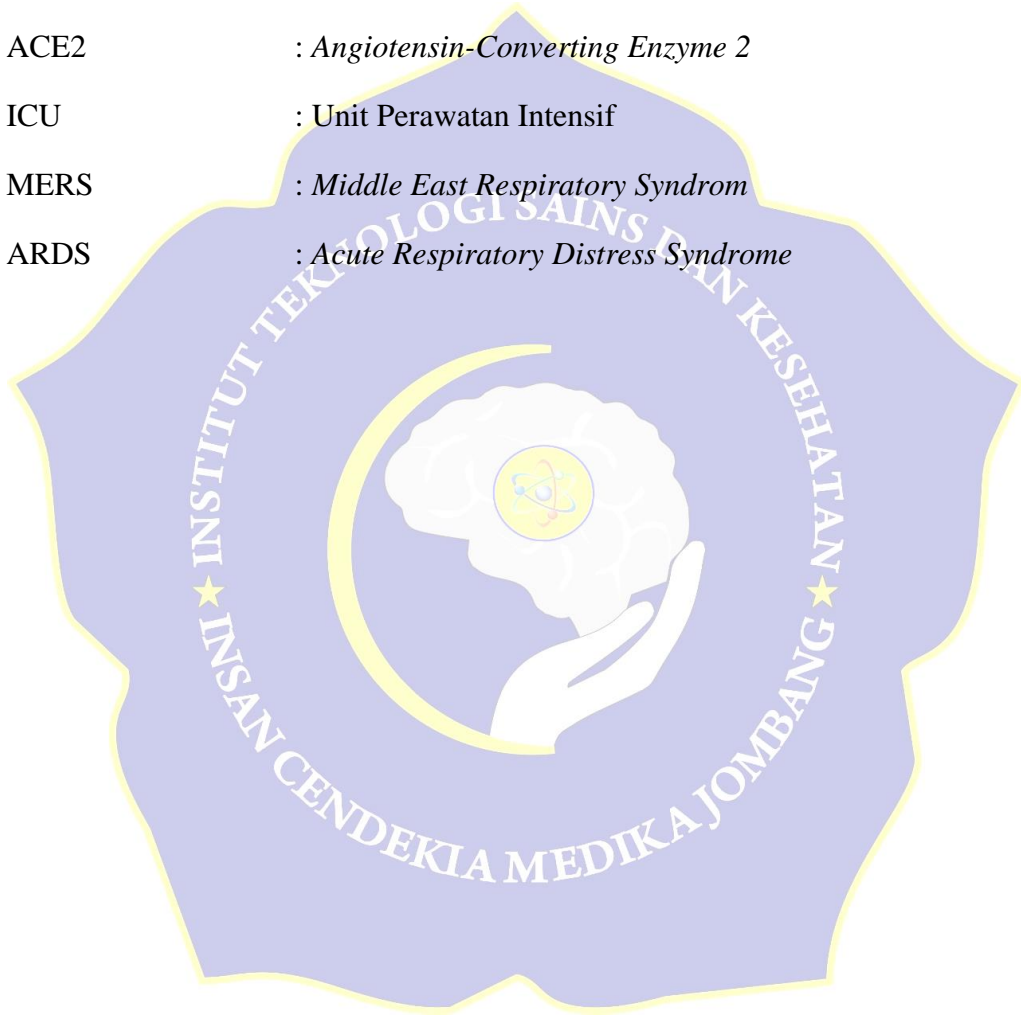 ACE2 : Angiotensin-Converting Enzyme 2
ICU : Unit Perawatan Intensif
MERS : Middle East Respiratory Syndrom
ARDS : Acute Respiratory Distress Syndrome
INSTITUT TEKNOLOGI SAINS DAN KESEHATAN
INSAN CENDEKIA MEDIKA JOMBANG